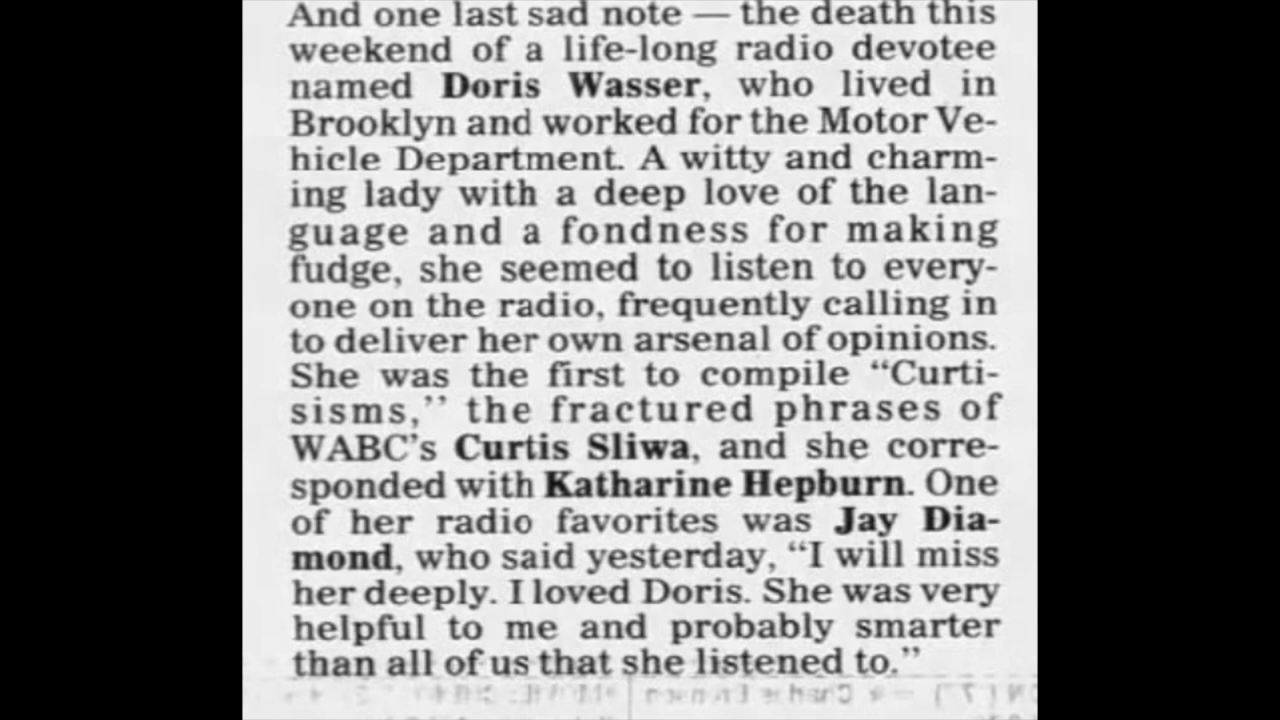 And one last sad note — the death this
weekend of a life-long radio devotee
named Doris Wasser, who lived in
Brooklyn and worked for the Motor Ve-
hicle Department. A witty and charm-
ing lady with a deep love of the lan-
guage and a fondness for making
fudge, she seemed to listen to every-
one on the radio, frequently calling in
to deliver her own arsenal of opinions.
She was the first to compile “Curti-
sisms,’’ the fractured phrases of
WABC’s Curtis Sliwa, and she corre-
sponded with Katharine Hepburn. One
of her radio favorites was Jay Dia-
mond, who said yesterday, “I will miss
her deeply. I loved Doris. She was very
helpful to me and probably smarter
than all of us that she listened to.”